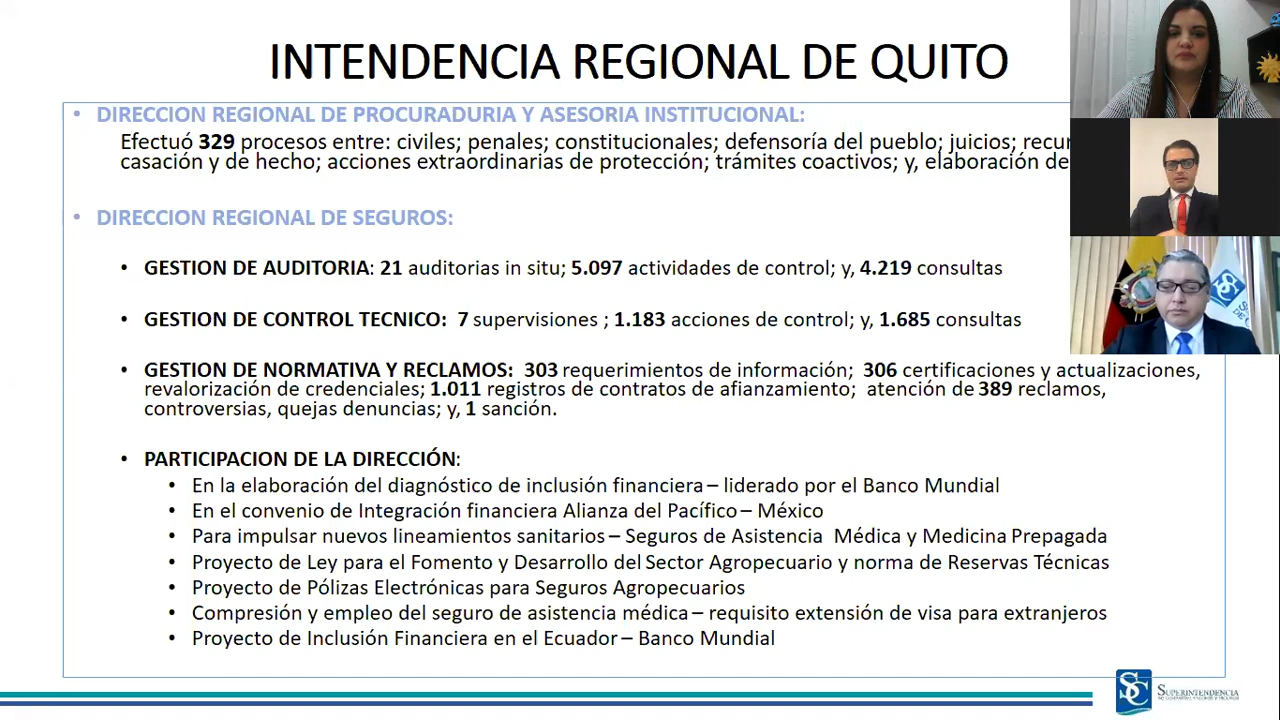 INTENDENCIA REGIONAL DE QUITO
• DIRECCION REGIONAL DE PROCURADURIA Y ASESORIA INSTITUCIONAL:
Efectuó 329 procesos entre: civiles; penales; constitucionales; defensoría del pueblo; juicios;
casación y de hecho; acciones extraordinarias de protección; trámites coactivos; y, elaboración de
• DIRECCION REGIONAL DE SEGUROS:
• GESTION DE AUDITORIA: 21 auditorias in situ; 5.097 actividades de control; y, 4.219 consultas
• GESTION DE CONTROL TECNICO: 7 supervisiones ; 1.183 acciones de control; y, 1.685 consultas
• GESTION DE NORMATIVA Y RECLAMOS: 303 requerimientos de información; 306 certificaciones y actualizaciones,
revalorización de credenciales; 1.011 registros de contratos de afianzamiento; atención de 389 reclamos,
controversias, quejas denuncias; y, 1 sanción.
• PARTICIPACION DE LA DIRECCIÓN:
• En la elaboración del diagnóstico de inclusión financiera – liderado por el Banco Mundial
• En el convenio de Integración financiera Alianza del Pacífico – México
• Para impulsar nuevos lineamientos sanitarios – Seguros de Asistencia Médica y Medicina Prepagada
• Proyecto de Ley para el Fomento y Desarrollo del Sector Agropecuario y norma de Reservas Técnicas
• Proyecto de Pólizas Electrónicas para Seguros Agropecuarios
• Compresión y empleo del seguro de asistencia médica – requisito extensión de visa para extranjeros
• Proyecto de Inclusión Financiera en el Ecuador – Banco Mundial
SC SUPERINTENDENCIA